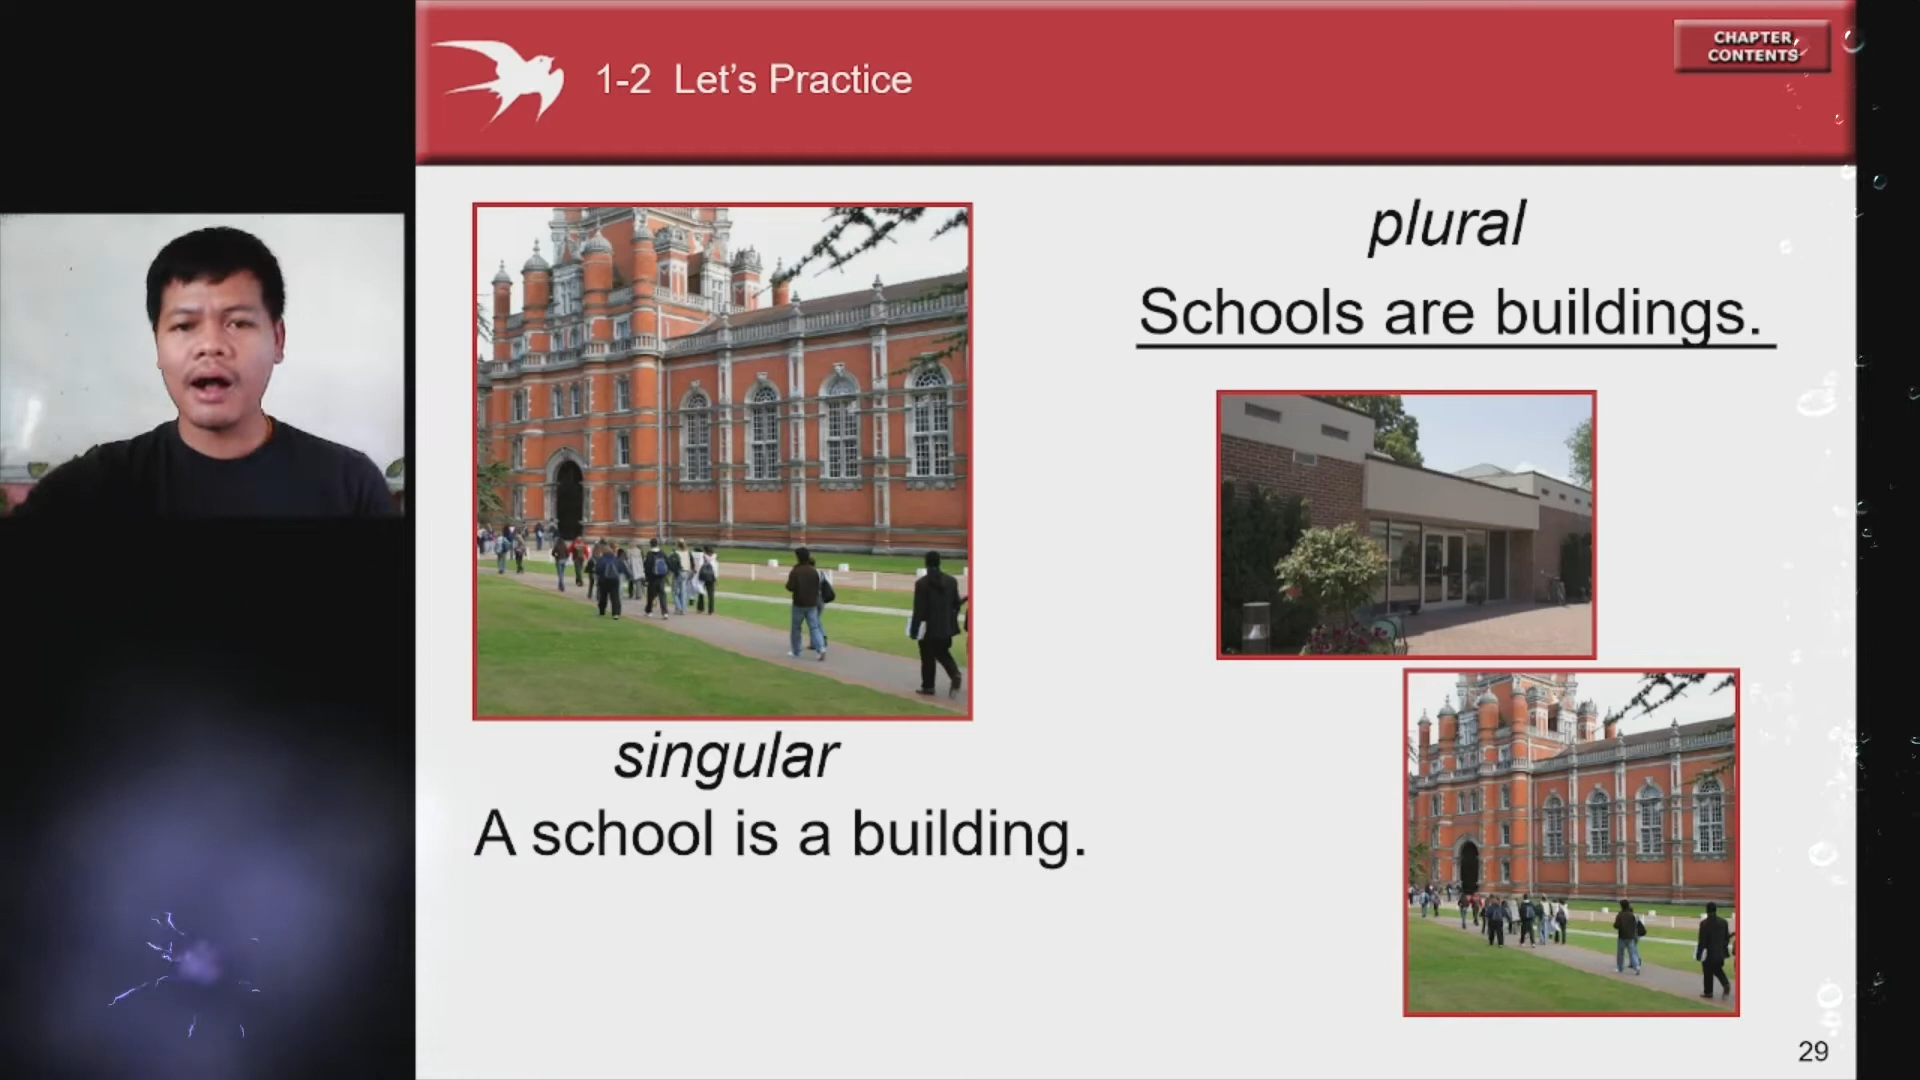 1-2 Let’s Practice
CHAPTER
CONTENTS
plural
Schools are buildings.
singular
A school is a building.
29